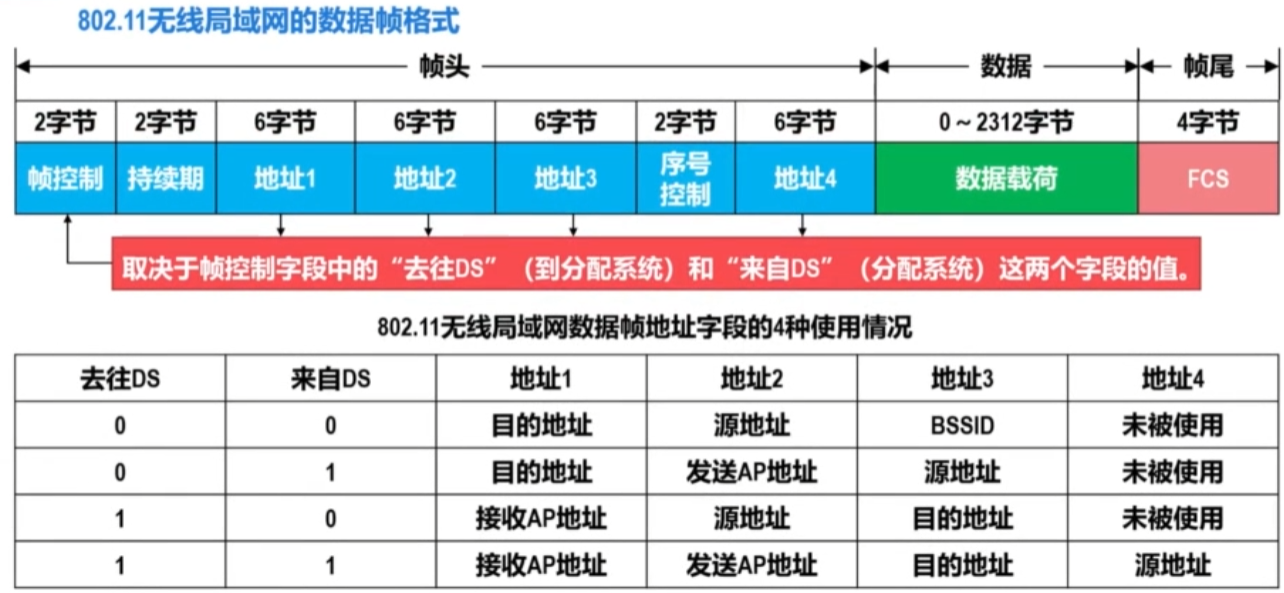 802.11无线局域网的数据帧格式
帧头 数据 帧尾
2字节 2字节 6字节 6字节 6字节 2字节 6字节 0～2312字节 4字节
帧控制 持续期 地址1 地址2 地址3 序号控制 地址4 数据载荷 FCS
取决于帧控制字段中的“去往DS”（到分配系统）和“来自DS”（分配系统）这两个字段的值。
802.11无线局域网数据帧地址字段的4种使用情况
去往DS 来自DS 地址1 地址2 地址3 地址4
0 0 目的地址 源地址 BSSID 未被使用
0 1 目的地址 发送AP地址 源地址 未被使用
1 0 接收AP地址 源地址 目的地址 未被使用
1 1 接收AP地址 发送AP地址 目的地址 源地址